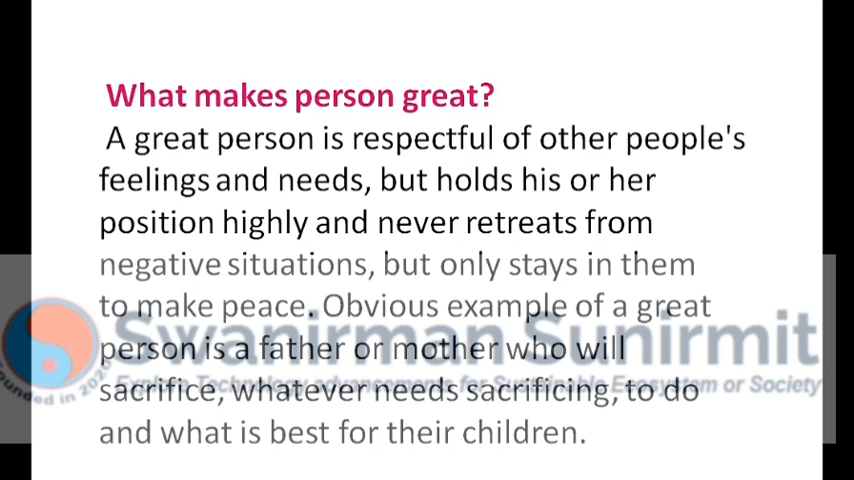 What makes person great?
A great person is respectful of other people's
feelings and needs, but holds his or her
position highly and never retreats from
negative situations, but only stays in them
to make peace. Obvious example of a great
Swanirman Sunirmit
person is a father or mother who will
sacrifice, whatever needs sacrificing, to do
and what is best for their children.